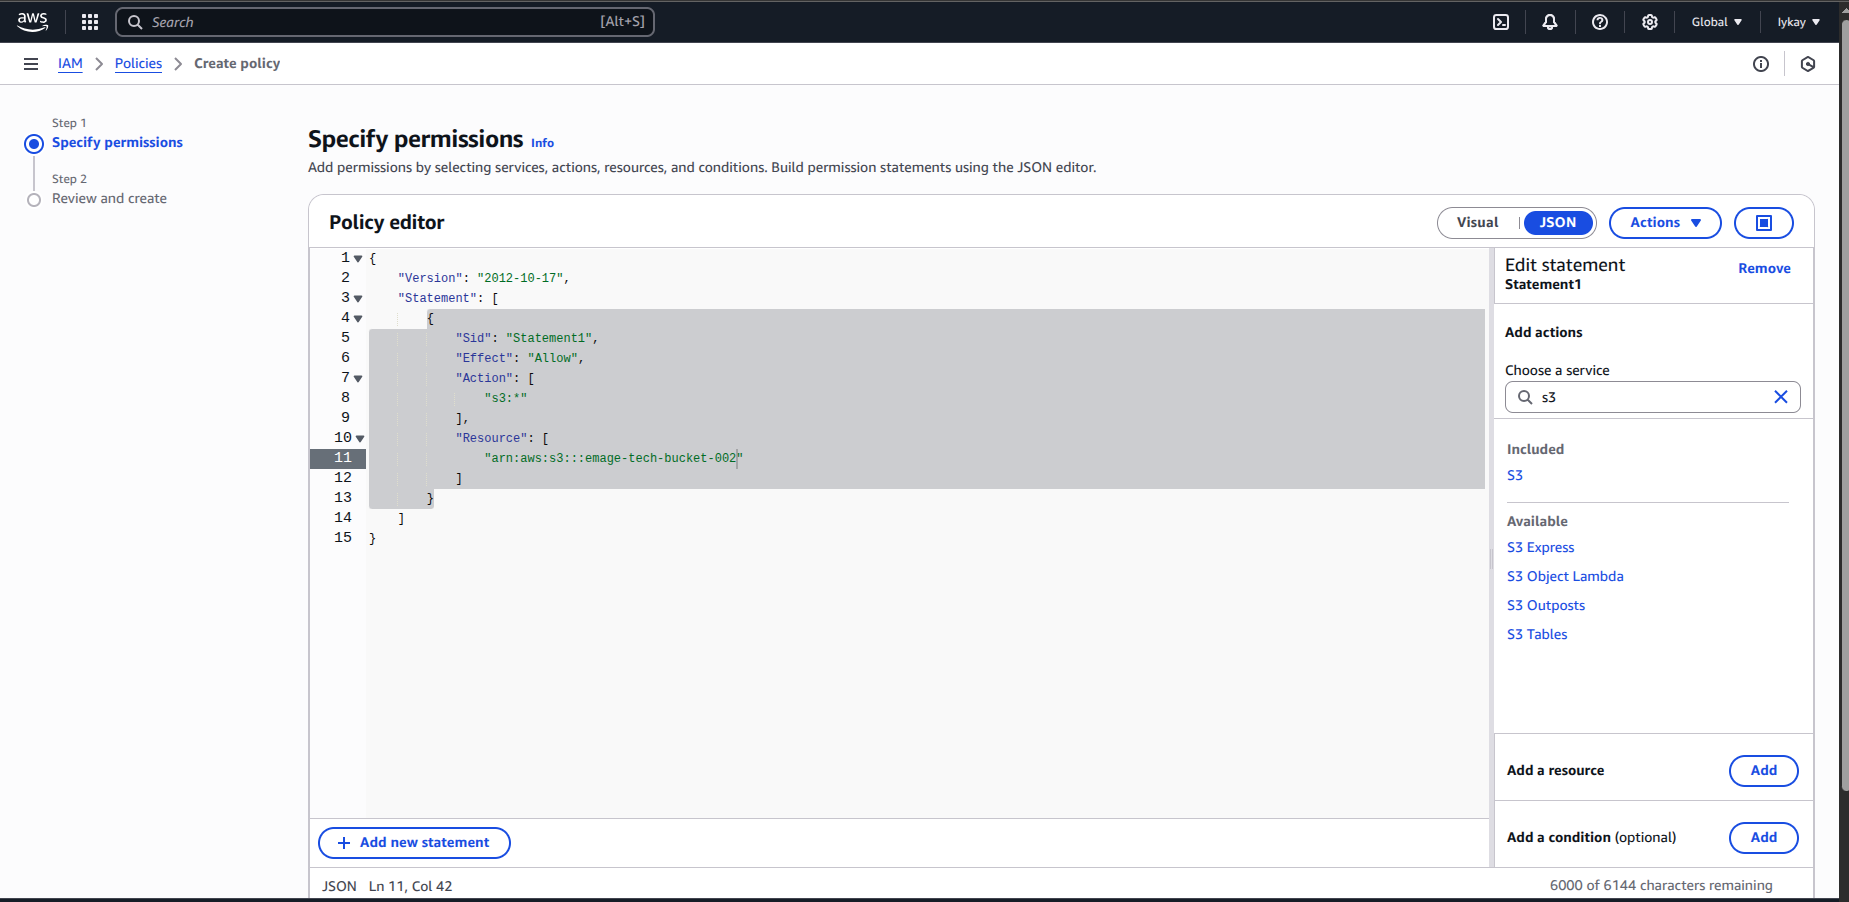 aws
Search
[Alt+S]
Global
Iykay
IAM
Policies
Create policy
Step 1
Specify permissions
Step 2
Review and create
Specify permissions Info
Add permissions by selecting services, actions, resources, and conditions. Build permission statements using the JSON editor.
Policy editor
Visual
JSON
Actions
1 {
2 "Version": "2012-10-17",
3 "Statement": [
4 {
5 "Sid": "Statement1",
6 "Effect": "Allow",
7 "Action": [
8 "s3:*"
9 ],
10 "Resource": [
11 "arn:aws:s3:::emage-tech-bucket-002"
12 ]
13 }
14 ]
15 }
Edit statement
Remove
Statement1
Add actions
Choose a service
s3
Included
S3
Available
S3 Express
S3 Object Lambda
S3 Outposts
S3 Tables
Add a resource
Add
Add a condition (optional)
Add
+ Add new statement
JSON Ln 11, Col 42
6000 of 6144 characters remaining